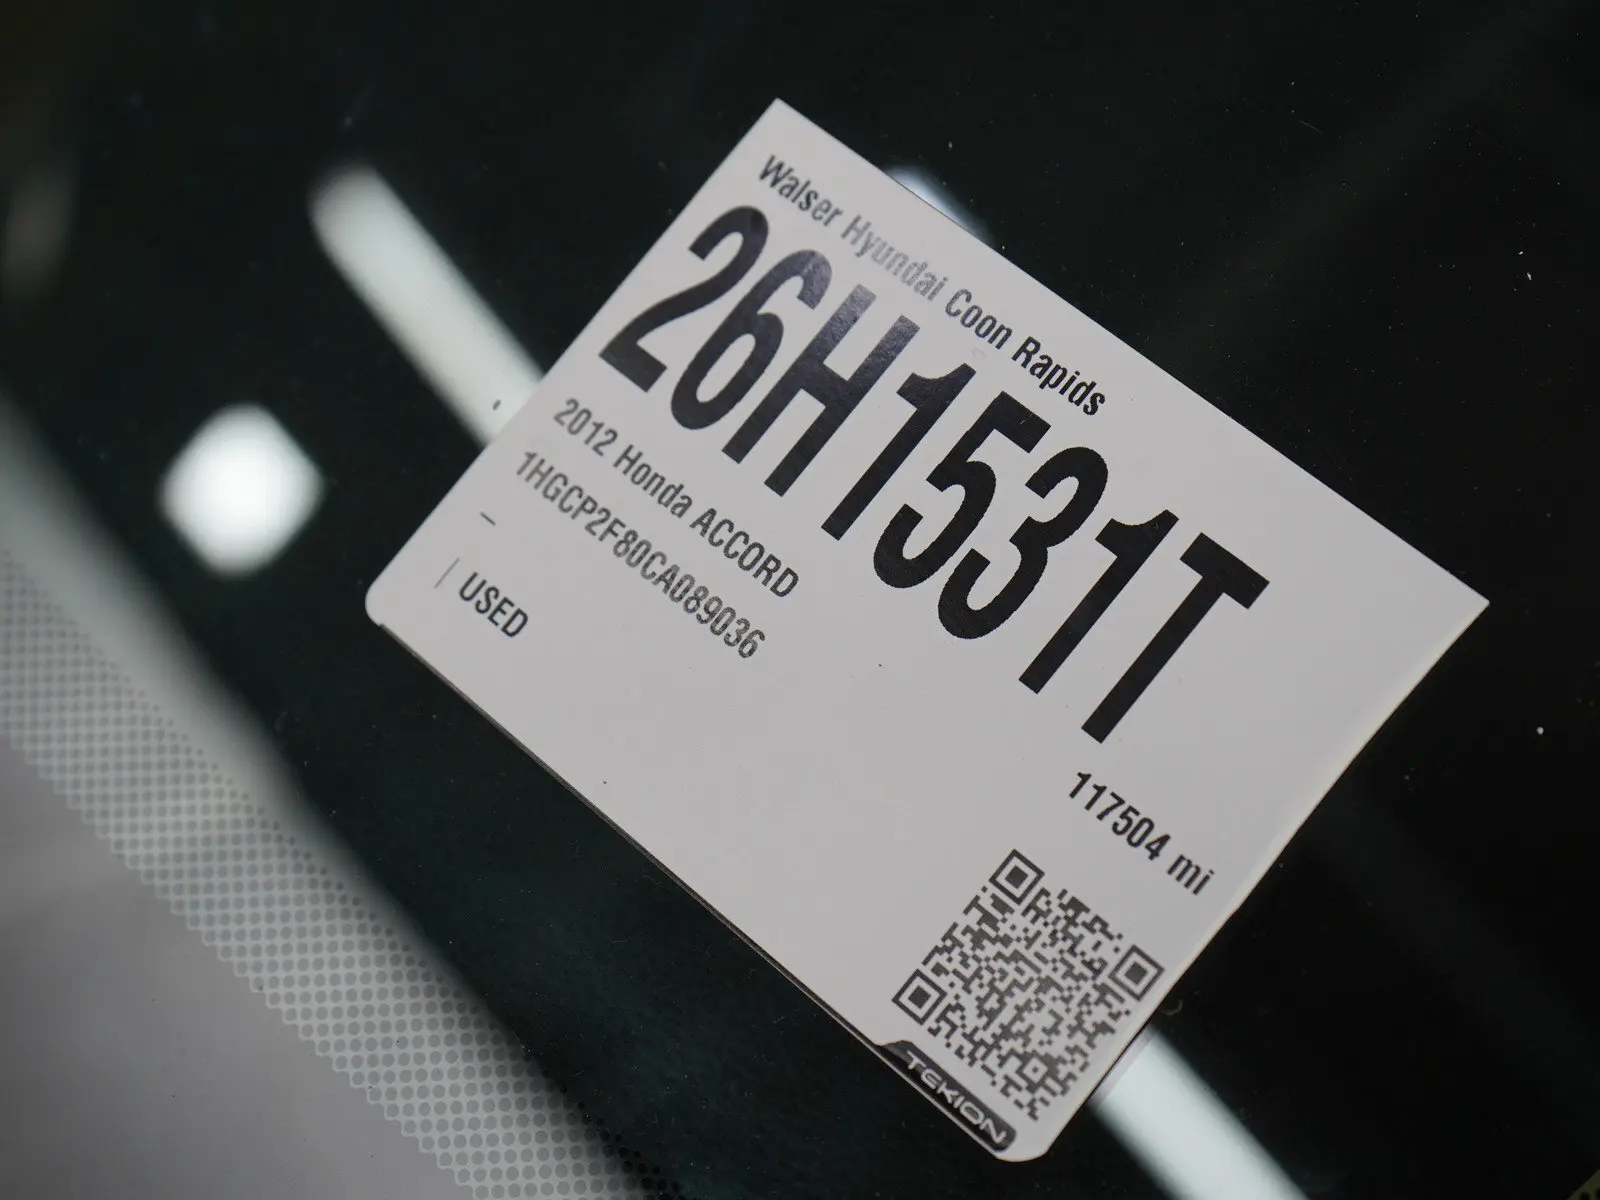 Walser Hyundai Coon Rapids
26H1531T
2012 Honda ACCORD
1HGCP2F80CA089036
–
| USED
117504 mi
TEKION